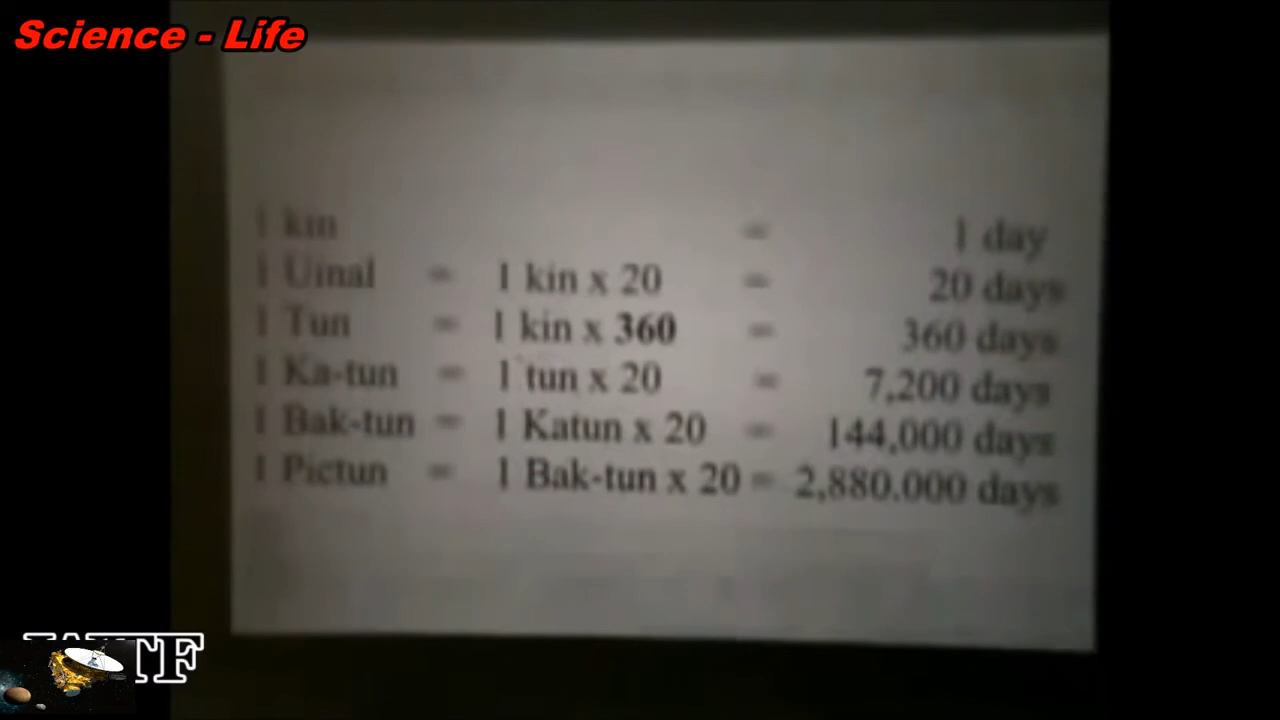 Science - Life
1 kin = 1 day
1 Uinal = 1 kin x 20 = 20 days
1 Tun = 1 kin x 360 = 360 days
1 Ka-tun = 1 tun x 20 = 7,200 days
1 Bak-tun = 1 Katun x 20 = 144,000 days
1 Pictun = 1 Bak-tun x 20 = 2,880.000 days